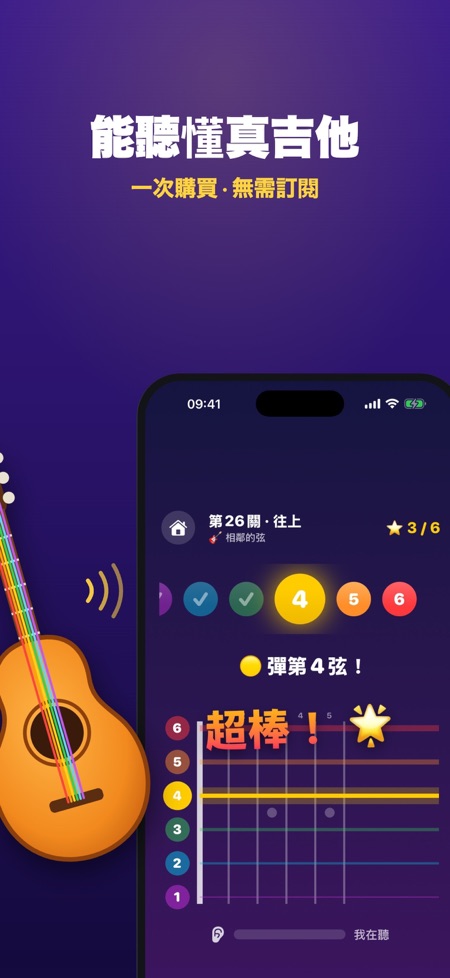 能聽懂真吉他
一次購買·無需訂閱
09:41
第26關·往上
🎸 相鄰的弦
⭐ 3/6
4 5 6
🟡 彈第4弦！
4 5
超棒！🌟
6
5
4
3
2
1
我在聽